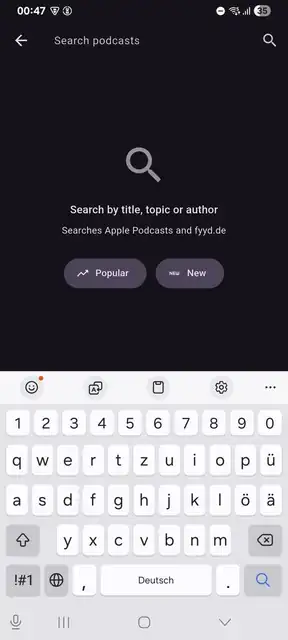 00:47 35
Search podcasts
Search by title, topic or author
Searches Apple Podcasts and fyyd.de
Popular NEW New
1 2 3 4 5 6 7 8 9 0
q w e r t z u i o p ü
a s d f g h j k l ö ä
y x c v b n m
!#1 , Deutsch .